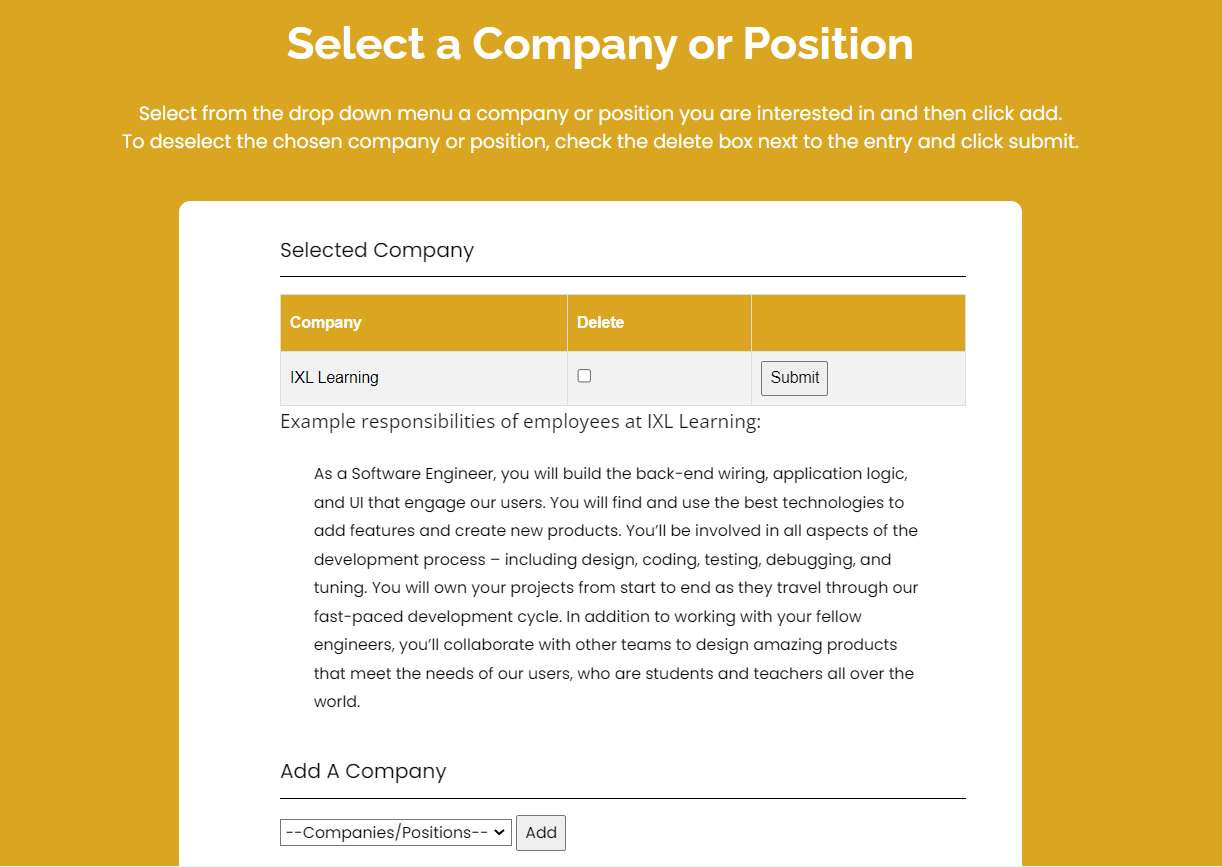 Select a Company or Position
Select from the drop down menu a company or position you are interested in and then click add.
To deselect the chosen company or position, check the delete box next to the entry and click submit.
Selected Company
Company Delete
IXL Learning Submit
Example responsibilities of employees at IXL Learning:
As a Software Engineer, you will build the back-end wiring, application logic,
and UI that engage our users. You will find and use the best technologies to
add features and create new products. You’ll be involved in all aspects of the
development process – including design, coding, testing, debugging, and
tuning. You will own your projects from start to end as they travel through our
fast-paced development cycle. In addition to working with your fellow
engineers, you’ll collaborate with other teams to design amazing products
that meet the needs of our users, who are students and teachers all over the
world.
Add A Company
--Companies/Positions-- Add